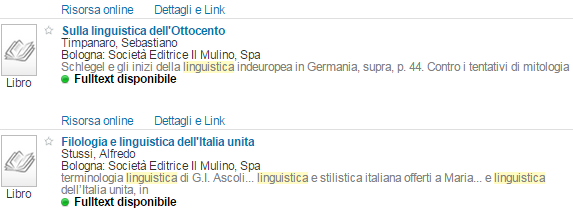 Risorsa online Dettagli e Link
Sulla linguistica dell'Ottocento
Timpanaro, Sebastiano
Bologna: Società Editrice Il Mulino, Spa
Schlegel e gli inizi della linguistica indeuropea in Germania, supra, p. 44. Contro i tentativi di mitologia
Libro
Fulltext disponibile
Risorsa online Dettagli e Link
Filologia e linguistica dell'Italia unita
Stussi, Alfredo
Bologna: Società Editrice Il Mulino, Spa
terminologia linguistica di G.I. Ascoli... linguistica e stilistica italiana offerti a Maria... e linguistica
Libro
dell'Italia unita, in
Fulltext disponibile